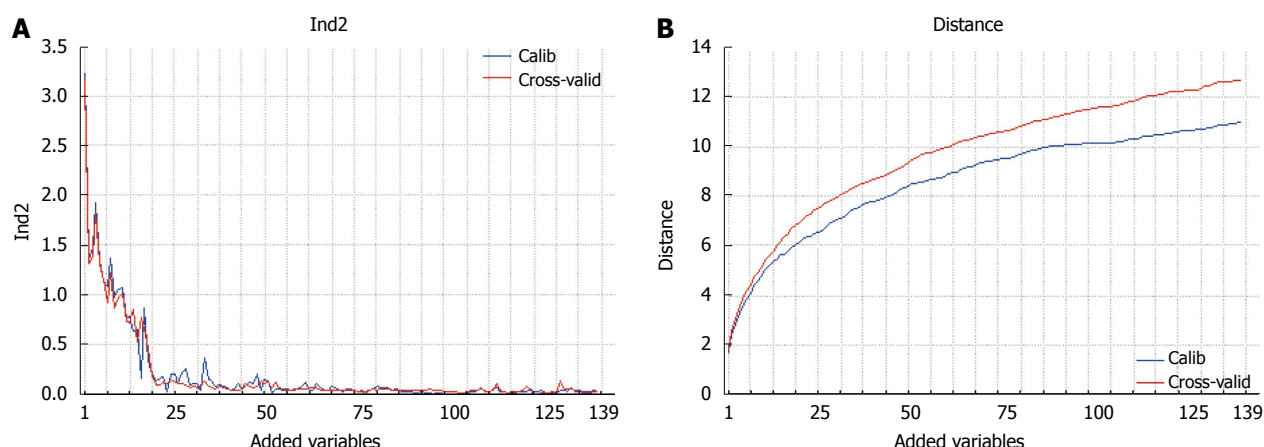 A
Ind2
3.5
3.0
2.5
2.0
1.5
1.0
0.5
0.0
Ind2
Calib
Cross-valid
1 25 50 75 100 125 139
Added variables
B
Distance
14
12
10
8
6
4
2
0
Distance
Calib
Cross-valid
1 25 50 75 100 125 139
Added variables